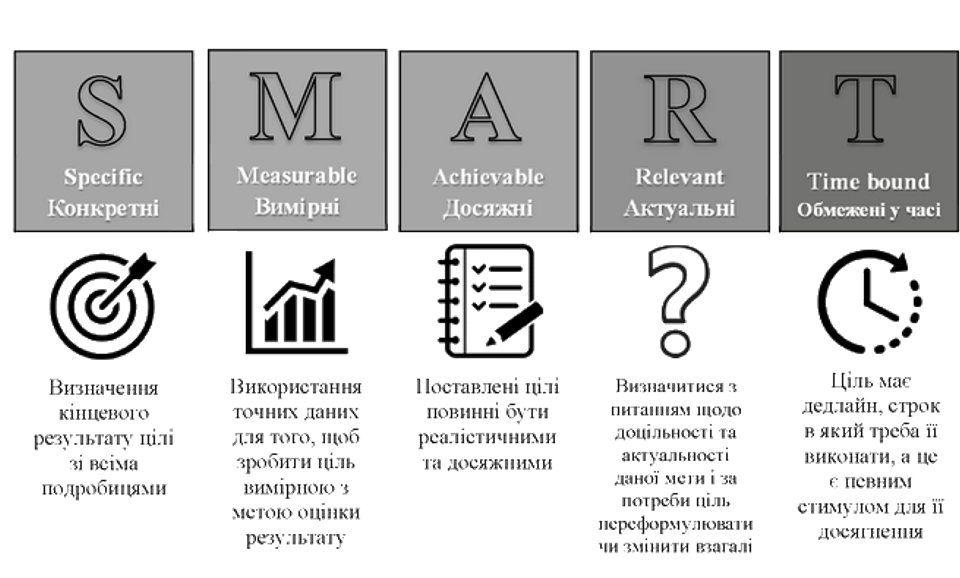 S
Specific
Конкретні
M
Measurable
Вимірні
A
Achievable
Досяжні
R
Relevant
Актуальні
T
Time bound
Обмежені у часі
Визначення
кінцевого
результату цілі
зі всіма
подробицями
Використання
точних даних
для того, щоб
зробити ціль
вимірною з
метою оцінки
результату
Поставлені цілі
повинні бути
реалістичними
та досяжними
Визначитися з
питанням щодо
доцільності та
актуальності
даної мети і за
потреби ціль
переформулювати
чи змінити взагалі
Ціль має
дедлайн, строк
в який треба її
виконати, а це
є певним
стимулом для її
досягнення